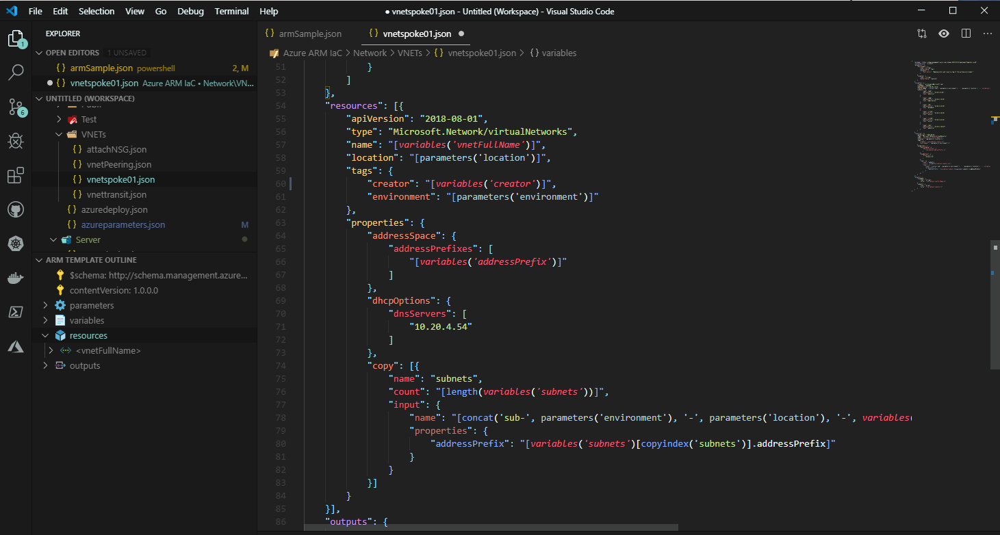 File Edit Selection View Go Debug Terminal Help
● vnetspoke01.json - Untitled (Workspace) - Visual Studio Code
EXPLORER
OPEN EDITORS 1 UNSAVED
{} armSample.json powershell 2, M
● {} vnetspoke01.json Azure ARM IaC • Network\VN...
UNTITLED (WORKSPACE)
Test
VNETs
{} attachNSG.json
{} vnetPeering.json
{} vnetspoke01.json
{} vnettransit.json
{} azuredeploy.json
{} azureparameters.json M
Server
ARM TEMPLATE OUTLINE
$schema: http://schema.management.azure...
contentVersion: 1.0.0.0
parameters
variables
resources
<vnetFullName>
outputs
1
6
{} armSample.json
{} vnetspoke01.json ●
Azure ARM IaC > Network > VNETs > {} vnetspoke01.json > {} variables
51 }
52 ]
53 },
54 "resources": [{
55 "apiVersion": "2018-08-01",
56 "type": "Microsoft.Network/virtualNetworks",
57 "name": "[variables('vnetFullName')]",
58 "location": "[parameters('location')]",
59 "tags": {
60 "creator": "[variables('creator')]",
61 "environment": "[parameters('environment')]"
62 },
63 "properties": {
64 "addressSpace": {
65 "addressPrefixes": [
66 "[variables('addressPrefix')]"
67 ]
68 },
69 "dhcpOptions": {
70 "dnsServers": [
71 "10.20.4.54"
72 ]
73 },
74 "copy": [{
75 "name": "subnets",
76 "count": "[length(variables('subnets'))]",
77 "input": {
78 "name": "[concat('sub-', parameters('environment'), '-', parameters('location'), '-', variables(
79 "properties": {
80 "addressPrefix": "[variables('subnets')[copyindex('subnets')].addressPrefix]"
81 }
82 }
83 }]
84 }
85 }],
86 "outputs": {